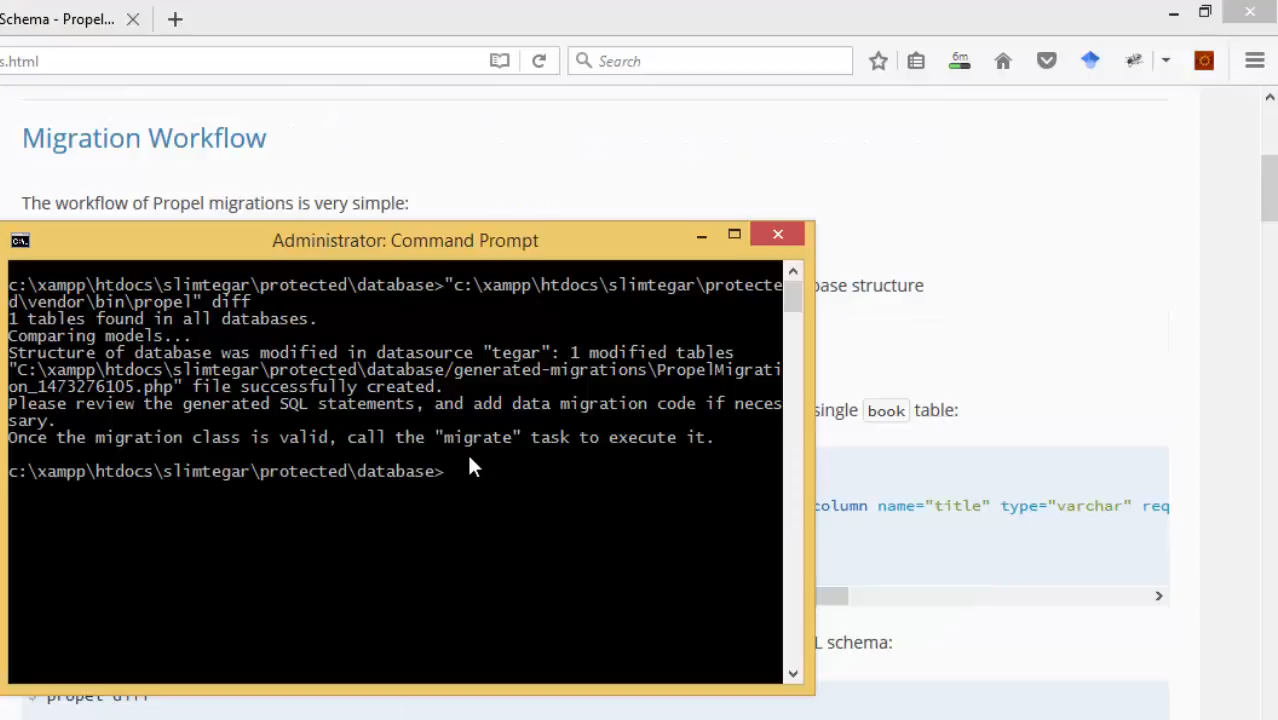 Schema - Propel...
s.html
Search
6m
Migration Workflow
The workflow of Propel migrations is very simple:
Administrator: Command Prompt
c:\xampp\htdocs\slimtegar\protected\database>"c:\xampp\htdocs\slimtegar\protecte
d\vendor\bin\propel" diff
1 tables found in all databases.
Comparing models...
Structure of database was modified in datasource "tegar": 1 modified tables
"C:\xampp\htdocs\slimtegar\protected\database/generated-migrations\PropelMigrati
on_1473276105.php" file successfully created.
Please review the generated SQL statements, and add data migration code if neces
sary.
Once the migration class is valid, call the "migrate" task to execute it.
c:\xampp\htdocs\slimtegar\protected\database>
base structure
single book table:
column name="title" type="varchar" req
L schema:
$ propel diff